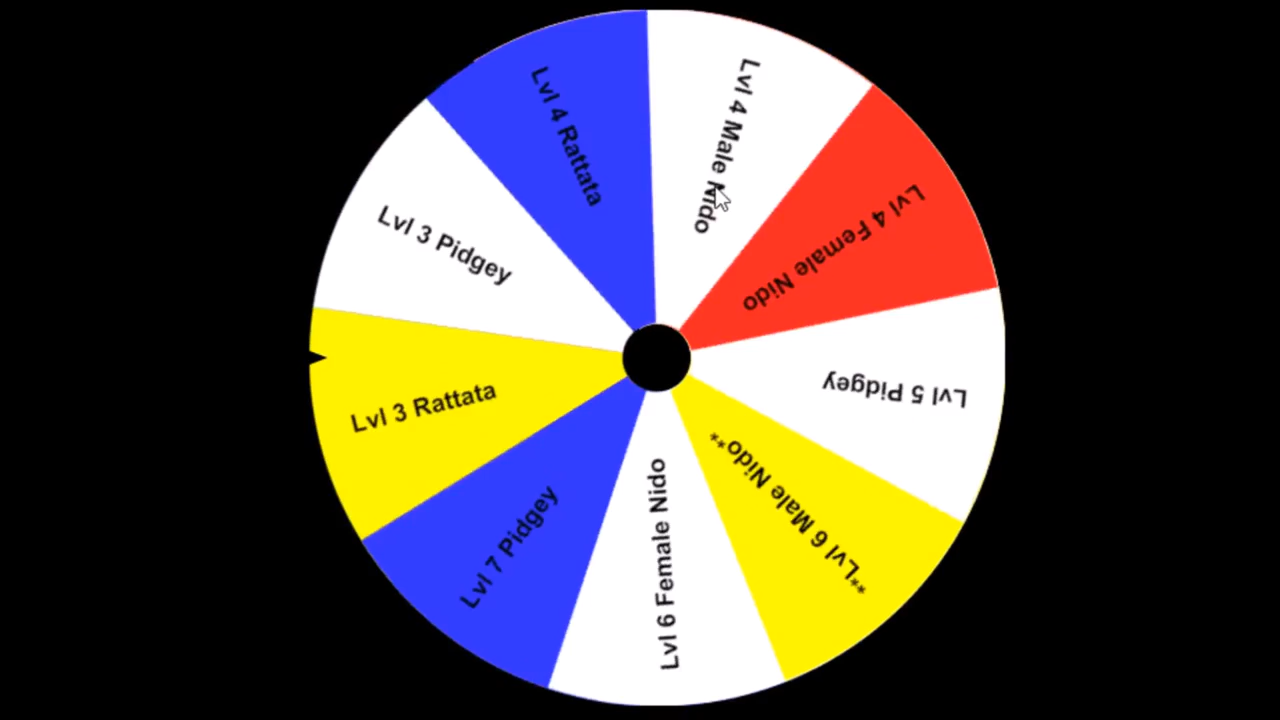 Lvl 4 Rattata
Lvl 4 Male Nido
Lvl 4 Female Nido
Lvl 5 Pidgey
**Lvl 6 Male Nido**
Lvl 6 Female Nido
Lvl 7 Pidgey
Lvl 3 Rattata
Lvl 3 Pidgey